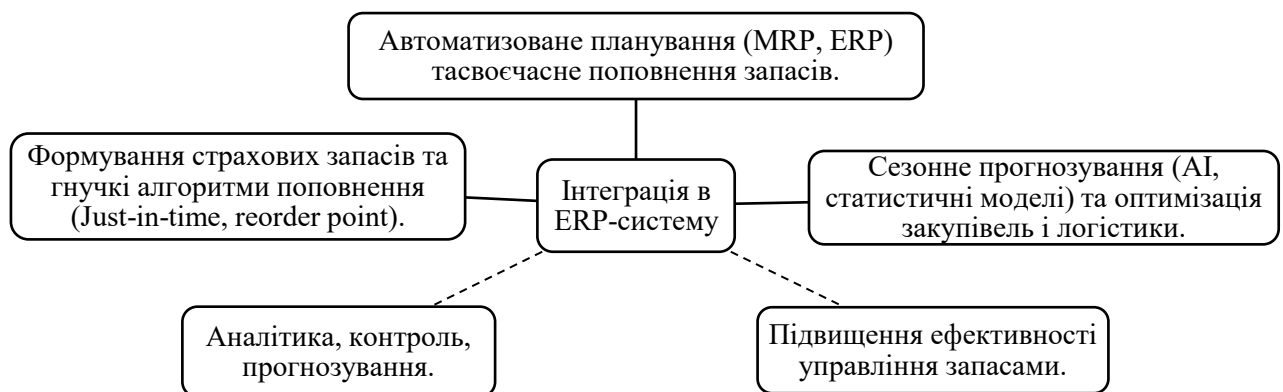 Автоматизоване планування (MRP, ERP)
тасвоєчасне поповнення запасів.
Формування страхових запасів та
гнучкі алгоритми поповнення
(Just-in-time, reorder point).
Інтеграція в
ERP-систему
Сезонне прогнозування (AI,
статистичні моделі) та оптимізація
закупівель і логістики.
Аналітика, контроль,
прогнозування.
Підвищення ефективності
управління запасами.